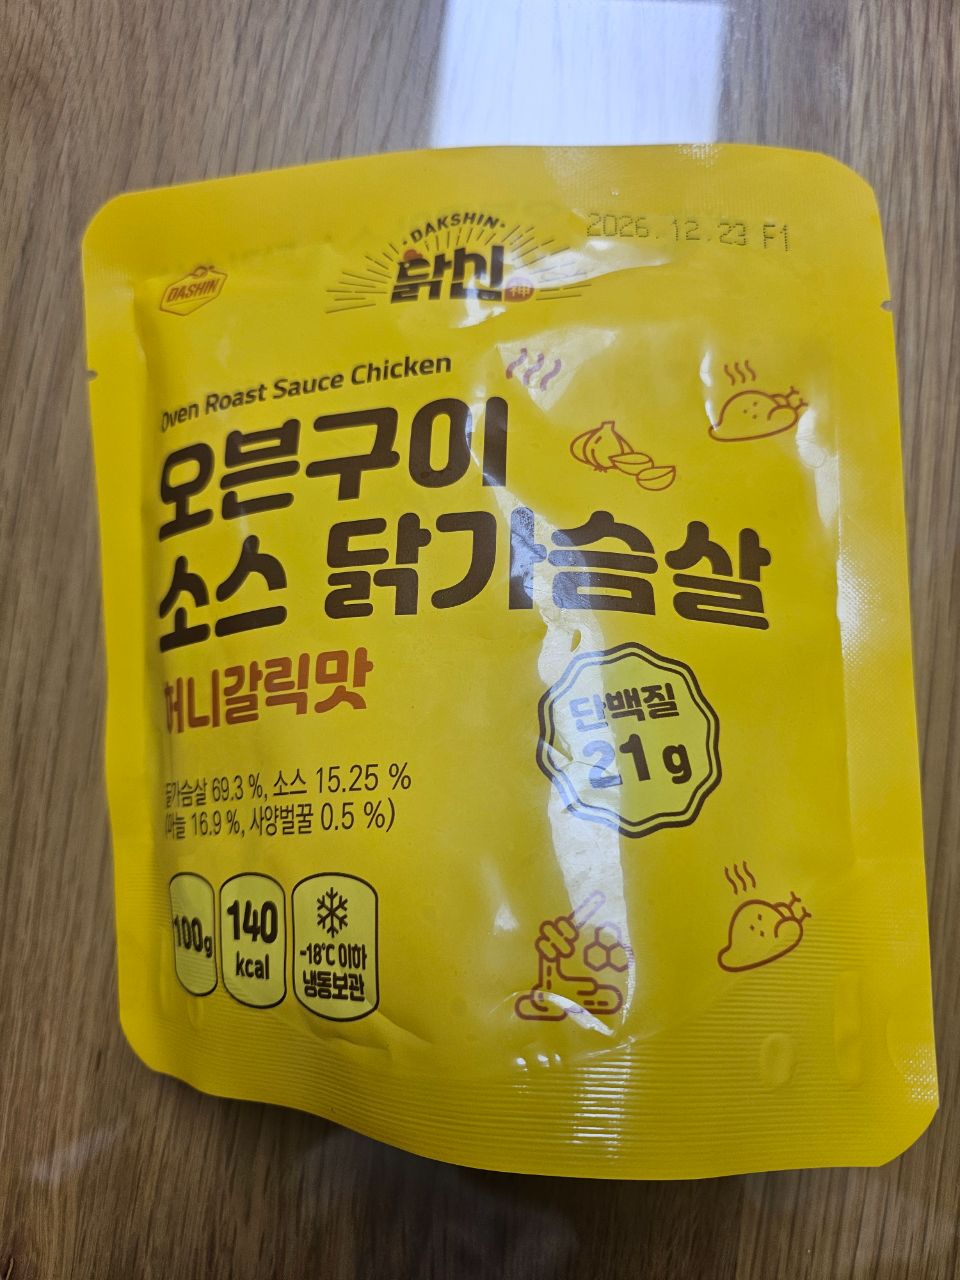 DAKSHIN
닭신 神
2026.12.23 F1
DASHIN
Oven Roast Sauce Chicken
오븐구이
소스 닭가슴살
허니갈릭맛
단백질
21 g
닭가슴살 69.3 %, 소스 15.25 %
(마늘 16.9 %, 사양벌꿀 0.5 %)
100g
140
kcal
-18℃ 이하
냉동보관